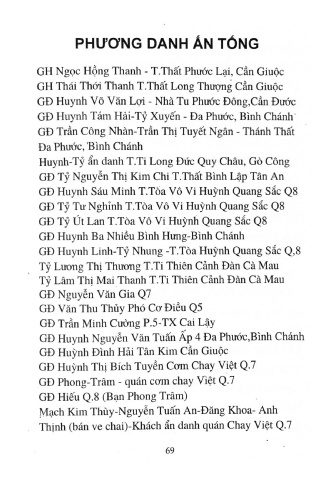 PHƯƠNG DANH ẤN TỐNG
GH Ngọc Hồng Thanh - T.Thất Phước Lại, Cần Giuộc
GH Thái Thới Thanh T.Thất Long Thượng Cần Giuộc
GĐ Huynh Võ Văn Lợi - Nhà Tu Phước Đông,Cần Đước
GĐ Huynh Tám Hải-Tỷ Xuyến - Đa Phước, Bình Chánh
GĐ Trần Công Nhàn-Trần Thị Tuyết Ngân - Thánh Thất
Đa Phước, Bình Chánh
Huynh-Tỷ ẩn danh T.Ti Long Đức Quy Châu, Gò Công
GĐ Tỷ Nguyễn Thị Kim Chi T.Thất Bình Lập Tân An
GĐ Huynh Sáu Minh T.Tòa Vô Vi Huỳnh Quang Sắc Q8
GĐ Tỷ Tư Nghỉnh T.Tòa Vô Vi Huỳnh Quang Sắc Q8
GĐ Tỷ Út Lan T.Tòa Vô Vi Huỳnh Quang Sắc Q8
GĐ Huynh Ba Nhiều Bình Hưng-Bình Chánh
GĐ Huynh Linh-Tỷ Nhung -T.Tòa Huỳnh Quang Sắc Q,8
Tỷ Lương Thị Thương T.Ti Thiên Cảnh Đàn Cà Mau
Tỷ Lâm Thị Mai Thanh T.Ti Thiên Cảnh Đàn Cà Mau
GĐ Nguyễn Văn Gia Q7
GĐ Văn Thu Thủy Phó Cơ Điều Q5
GĐ Trần Minh Cường P.5-TX Cai Lậy
GĐ Huynh Nguyễn Văn Tuấn Ấp 4 Đa Phước,Bình Chánh
GĐ Huỳnh Đình Hải Tân Kim Cần Giuộc
GĐ Huỳnh Thị Bích Tuyền Cơm Chay Việt Q.7
GĐ Phong-Trâm - quán cơm chay Việt Q.7
GĐ Hiếu Q.8 (Bạn Phong Trâm)
Mạch Kim Thủy-Nguyễn Tuấn An-Đăng Khoa- Anh
Thịnh (bán ve chai)-Khách ẩn danh quán Chay Việt Q.7
69